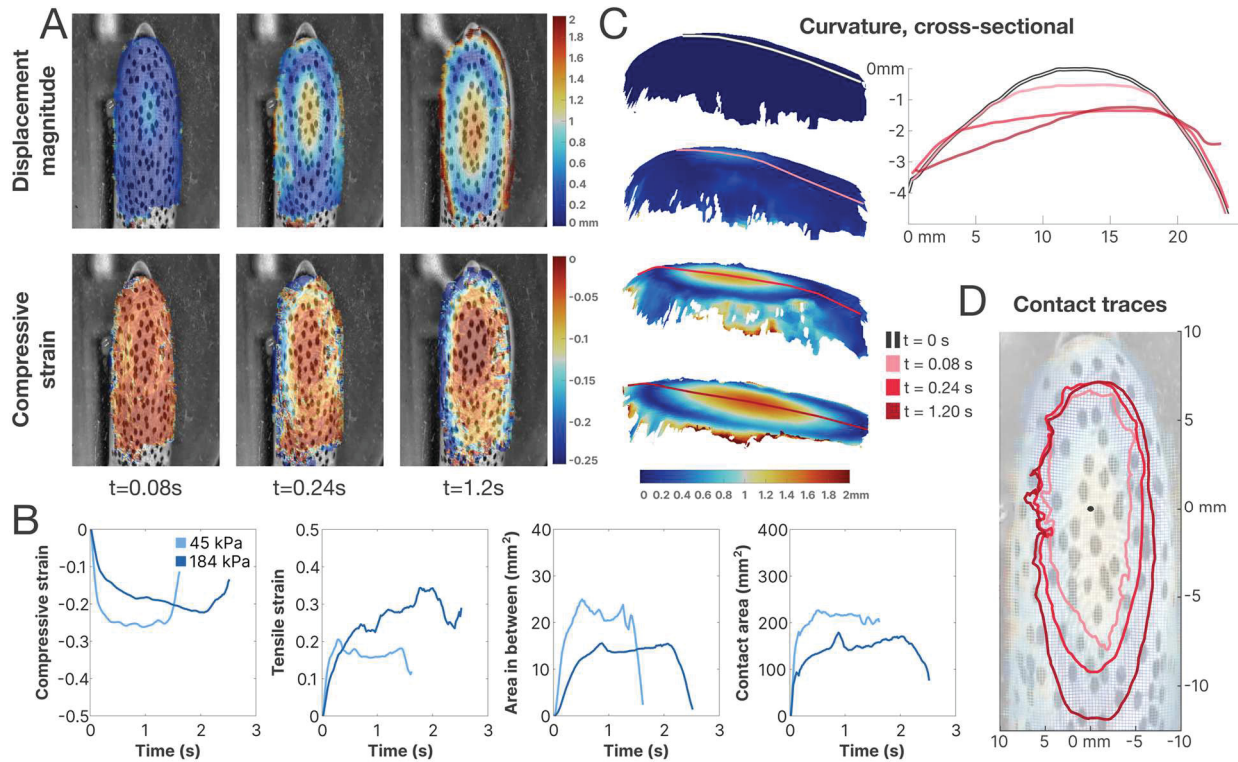 A
Displacement
magnitude
2
1.8
1.6
1.4
1.2
1
0.8
0.6
0.4
0.2
0 mm
Compressive
strain
0
-0.05
-0.1
-0.15
-0.2
-0.25
t=0.08s
t=0.24s
t=1.2s
B
Compressive strain
0
-0.1
-0.2
-0.3
-0.4
-0.5
45 kPa
184 kPa
0 1 2 3
Time (s)
Tensile strain
0.5
0.4
0.3
0.2
0.1
0
0 1 2 3
Time (s)
Area in between (mm²)
40
30
20
10
0
0 1 2 3
Time (s)
Contact area (mm²)
400
300
200
100
0
0 1 2 3
Time (s)
C
Curvature, cross-sectional
0mm
-1
-2
-3
-4
0 mm 5 10 15 20
0 0.2 0.4 0.6 0.8 1 1.2 1.4 1.6 1.8 2mm
t = 0 s
t = 0.08 s
t = 0.24 s
t = 1.20 s
D
Contact traces
10
5
0 mm
-5
-10
10 5 0 mm -5 -10